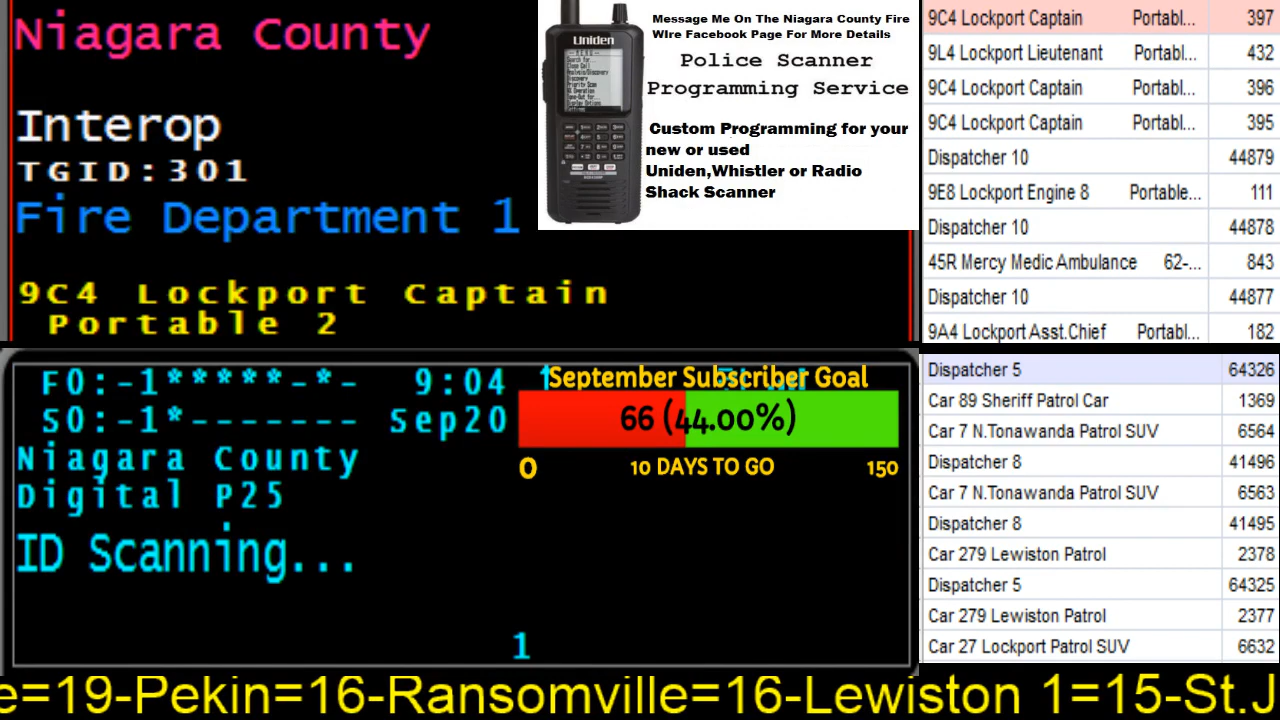 Niagara County
Interop
TGID:301
Fire Department 1
9C4 Lockport Captain
Portable 2
Uniden
Message Me On The Niagara County Fire
WIre Facebook Page For More Details
Police Scanner
Programming Service
Custom Programming for your
new or used
Uniden,Whistler or Radio
Shack Scanner
9C4 Lockport Captain Portabl... 397
9L4 Lockport Lieutenant Portabl... 432
9C4 Lockport Captain Portabl... 396
9C4 Lockport Captain Portabl... 395
Dispatcher 10 44879
9E8 Lockport Engine 8 Portable... 111
Dispatcher 10 44878
45R Mercy Medic Ambulance 62-... 843
Dispatcher 10 44877
9A4 Lockport Asst.Chief Portabl... 182
F0:-1*****-*- 9:04
S0:-1*------- Sep20
Niagara County
Digital P25
ID Scanning...
1
September Subscriber Goal
66 (44.00%)
0 10 DAYS TO GO 150
Dispatcher 5 64326
Car 89 Sheriff Patrol Car 1369
Car 7 N.Tonawanda Patrol SUV 6564
Dispatcher 8 41496
Car 7 N.Tonawanda Patrol SUV 6563
Dispatcher 8 41495
Car 279 Lewiston Patrol 2378
Dispatcher 5 64325
Car 279 Lewiston Patrol 2377
Car 27 Lockport Patrol SUV 6632
e=19-Pekin=16-Ransomville=16-Lewiston 1=15-St.J